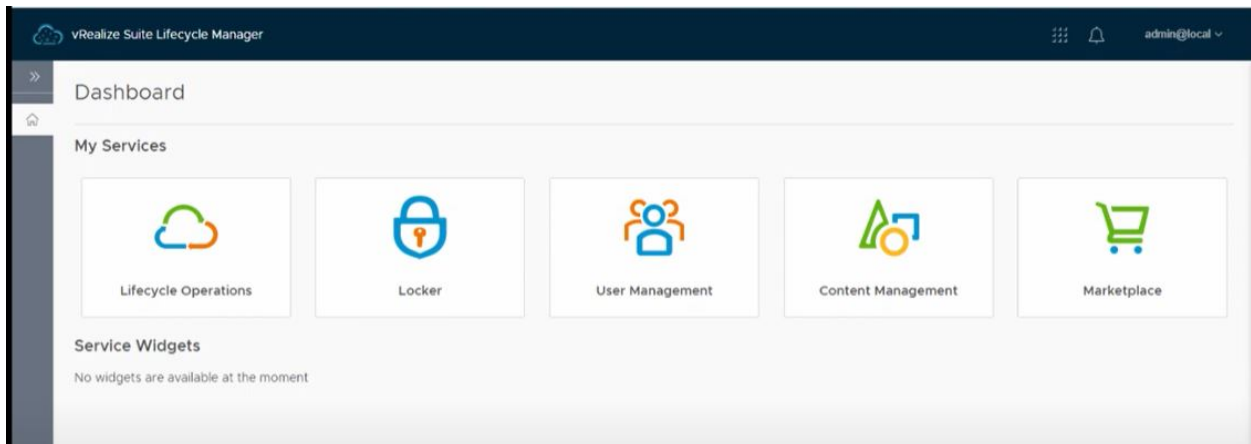 vRealize Suite Lifecycle Manager
admin@local
Dashboard
My Services
Lifecycle Operations
Locker
User Management
Content Management
Marketplace
Service Widgets
No widgets are available at the moment